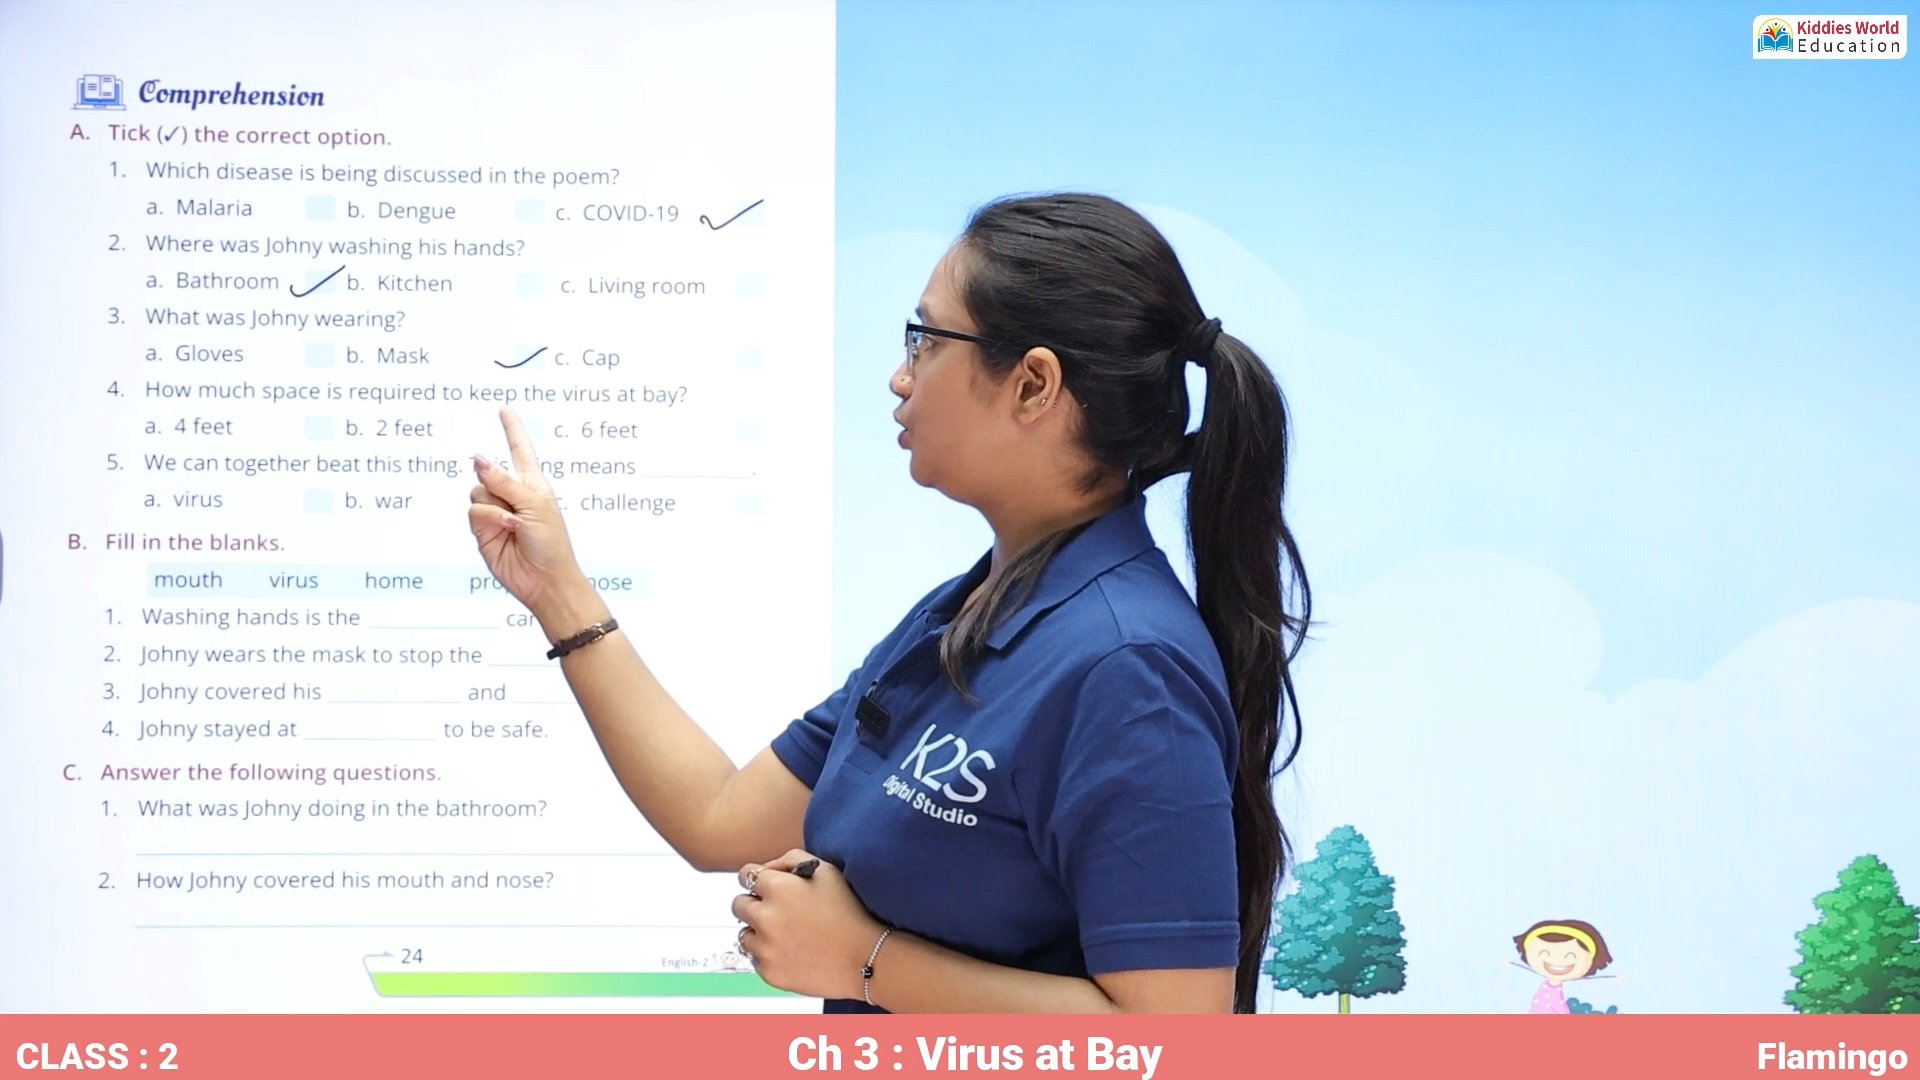 Kiddies World
Education
Comprehension
A. Tick (✓) the correct option.
1. Which disease is being discussed in the poem?
a. Malaria b. Dengue c. COVID-19 ✓
2. Where was Johny washing his hands?
a. Bathroom ✓ b. Kitchen c. Living room
3. What was Johny wearing?
a. Gloves b. Mask ✓ c. Cap
4. How much space is required to keep the virus at bay?
a. 4 feet b. 2 feet c. 6 feet
5. We can together beat this thing. means ____.
a. virus b. war c. challenge
B. Fill in the blanks.
mouth virus home
1. Washing hands is the ____
2. Johny wears the mask to stop the ____
3. Johny covered his ____ and ____
4. Johny stayed at ____ to be safe.
C. Answer the following questions.
1. What was Johny doing in the bathroom?
2. How Johny covered his mouth and nose?
24
English-2
K2S
Digital Studio
CLASS : 2
Ch 3 : Virus at Bay
Flamingo